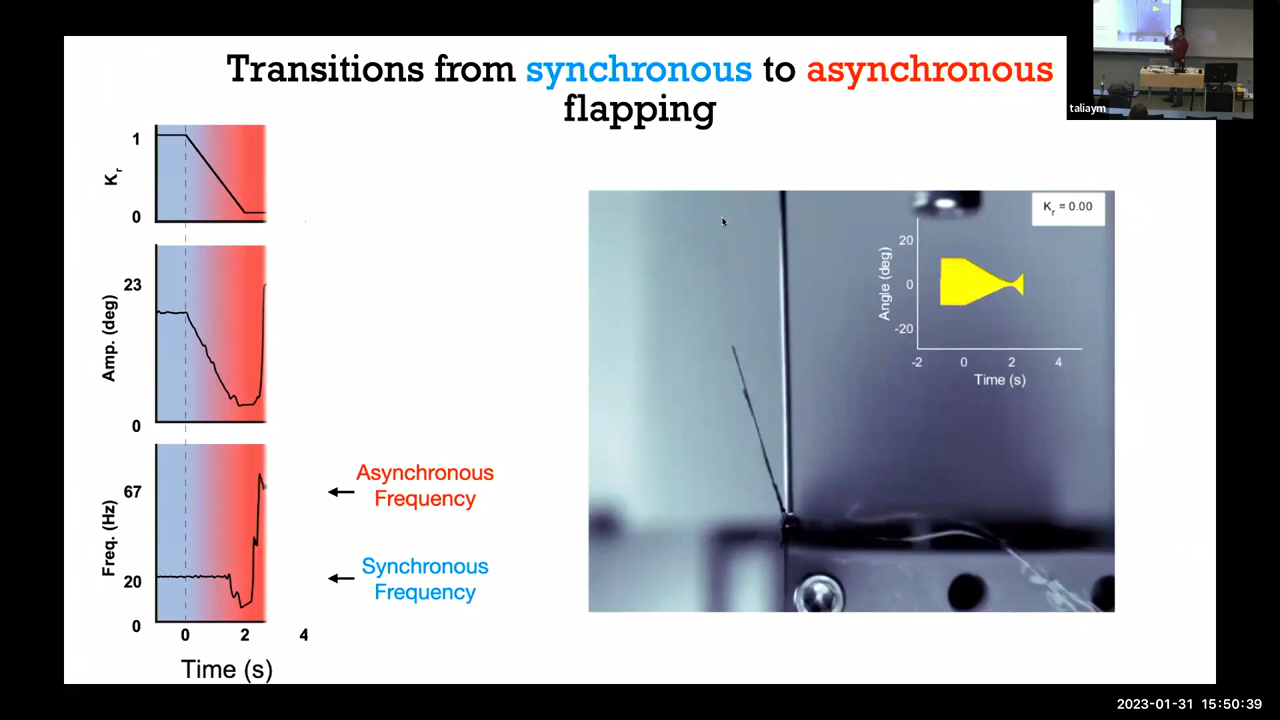 Transitions from synchronous to asynchronous
flapping
taliaym
1
Kr
0
23
Amp. (deg)
0
Asynchronous
Frequency
67
Freq. (Hz)
Synchronous
Frequency
20
0
0 2 4
Time (s)
Kr = 0.00
20
Angle (deg)
0
-20
-2 0 2 4
Time (s)
2023-01-31 15:50:39